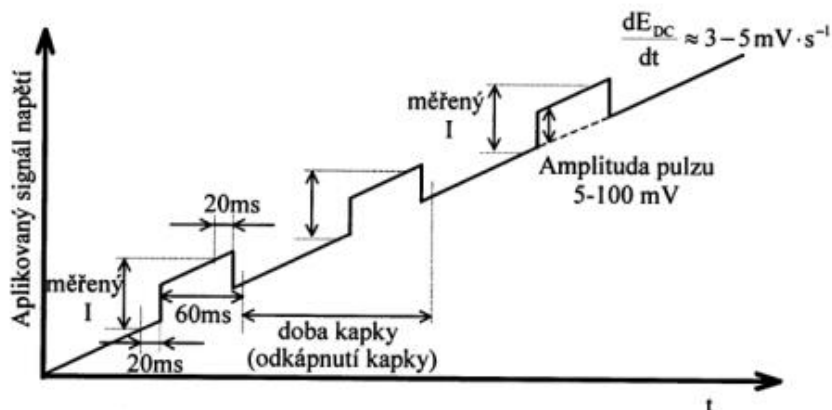 dE_DC/dt ≈ 3–5 mV·s⁻¹
měřený
I
Amplituda pulzu
5-100 mV
20ms
měřený
I
60ms
doba kapky
(odkápnutí kapky)
20ms
Aplikovaný signál napětí
t